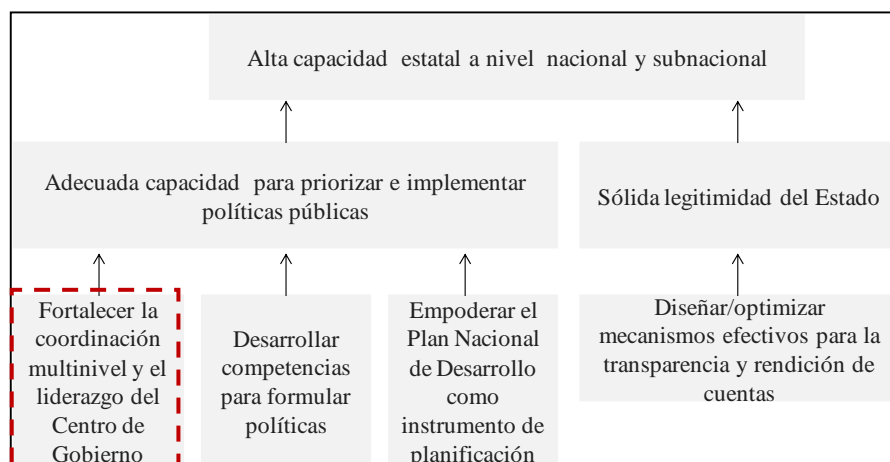 Alta capacidad estatal a nivel nacional y subnacional
Adecuada capacidad para priorizar e implementar
políticas públicas
Sólida legitimidad del Estado
Fortalecer la
coordinación
multinivel y el
liderazgo del
Centro de
Gobierno
Desarrollar
competencias
para formular
políticas
Empoderar el
Plan Nacional
de Desarrollo
como
instrumento de
planificación
Diseñar/optimizar
mecanismos efectivos para la
transparencia y rendición de
cuentas